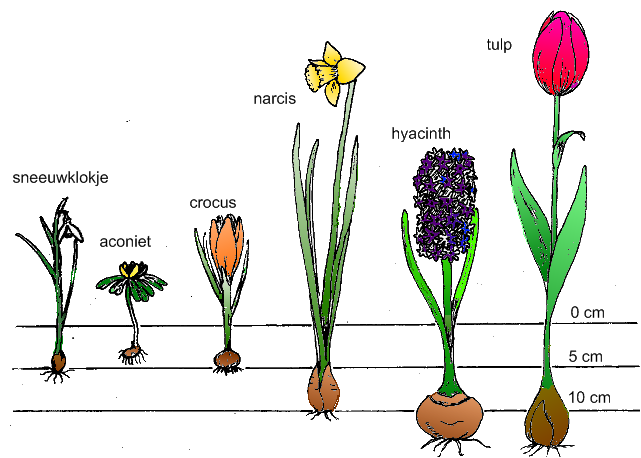 sneeuwklokje
aconiet
crocus
narcis
hyacinth
tulp
0 cm
5 cm
10 cm